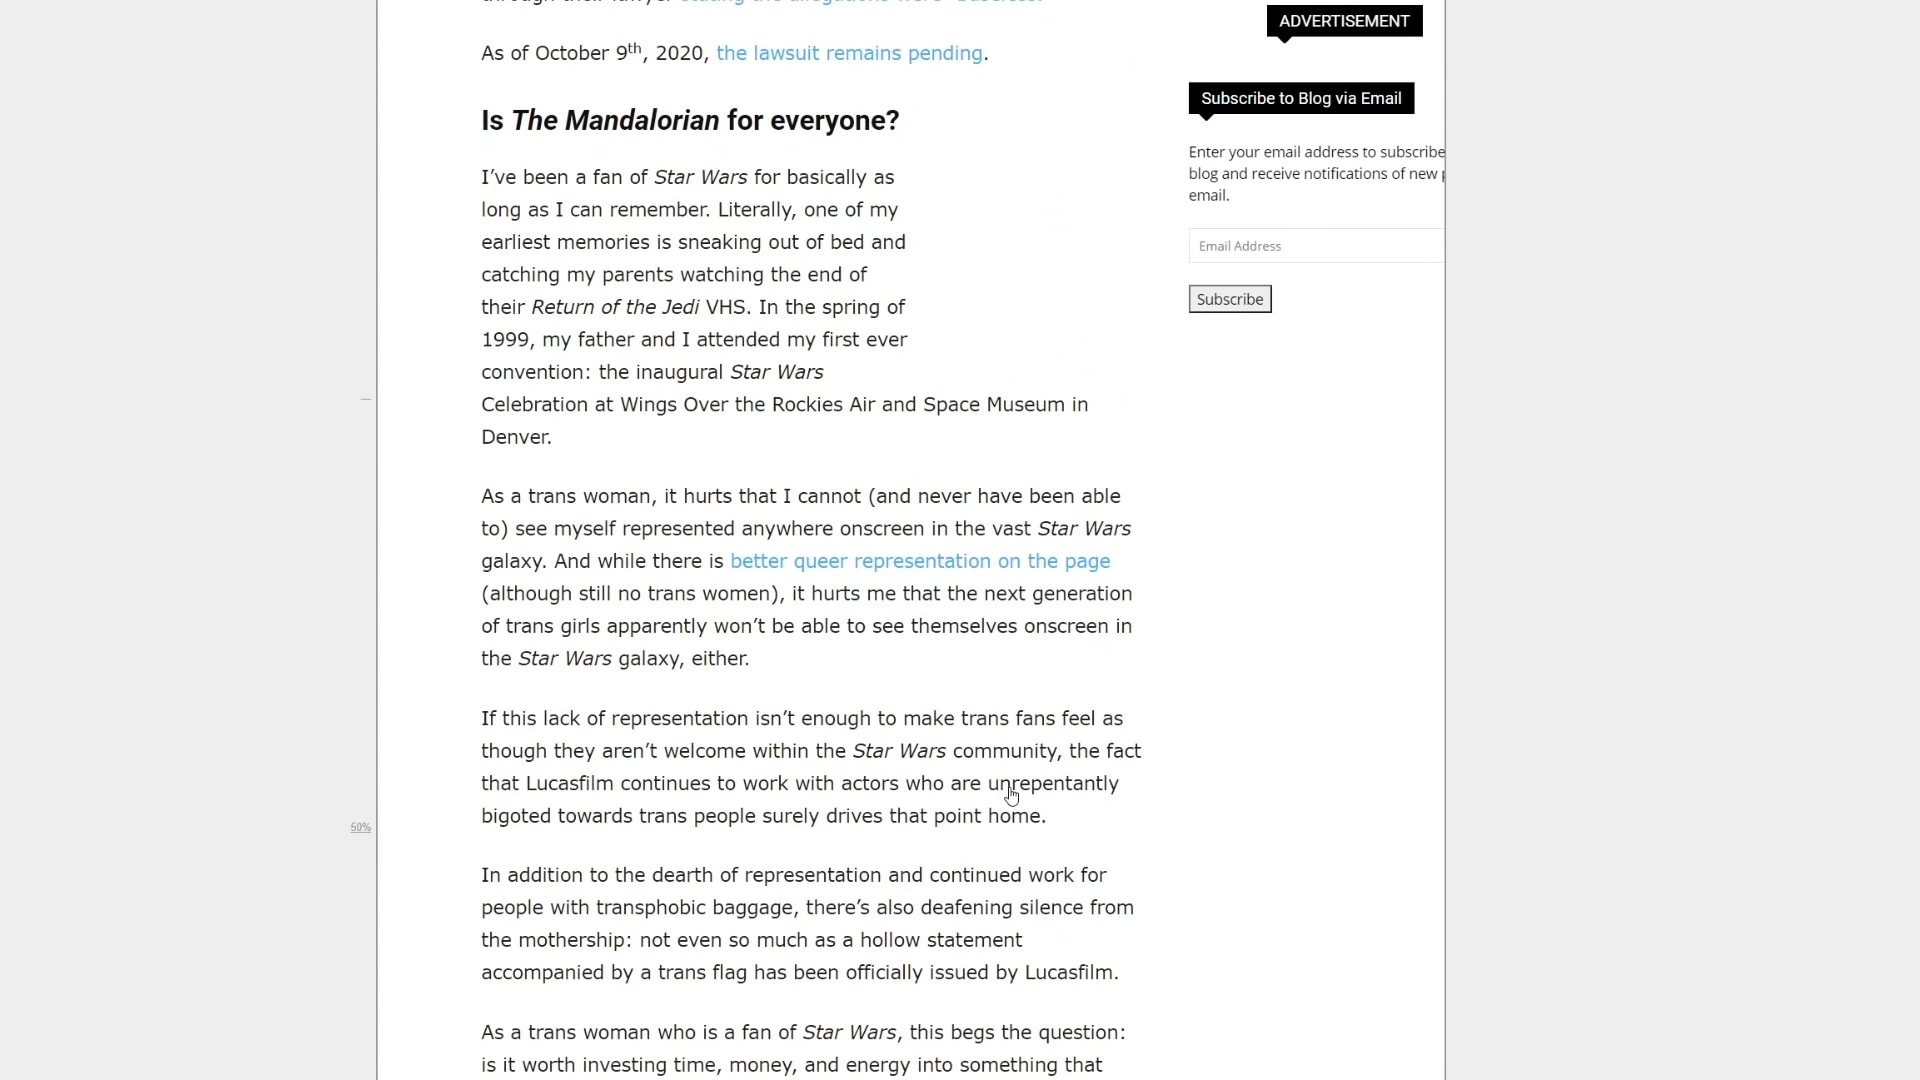 As of October 9th, 2020, the lawsuit remains pending.
Is The Mandalorian for everyone?
I’ve been a fan of Star Wars for basically as
long as I can remember. Literally, one of my
earliest memories is sneaking out of bed and
catching my parents watching the end of
their Return of the Jedi VHS. In the spring of
1999, my father and I attended my first ever
convention: the inaugural Star Wars
Celebration at Wings Over the Rockies Air and Space Museum in
Denver.
As a trans woman, it hurts that I cannot (and never have been able
to) see myself represented anywhere onscreen in the vast Star Wars
galaxy. And while there is better queer representation on the page
(although still no trans women), it hurts me that the next generation
of trans girls apparently won’t be able to see themselves onscreen in
the Star Wars galaxy, either.
If this lack of representation isn’t enough to make trans fans feel as
though they aren’t welcome within the Star Wars community, the fact
that Lucasfilm continues to work with actors who are unrepentantly
bigoted towards trans people surely drives that point home.
In addition to the dearth of representation and continued work for
people with transphobic baggage, there’s also deafening silence from
the mothership: not even so much as a hollow statement
accompanied by a trans flag has been officially issued by Lucasfilm.
As a trans woman who is a fan of Star Wars, this begs the question:
is it worth investing time, money, and energy into something that
50%
ADVERTISEMENT
Subscribe to Blog via Email
Enter your email address to subscribe
blog and receive notifications of new
email.
Email Address
Subscribe